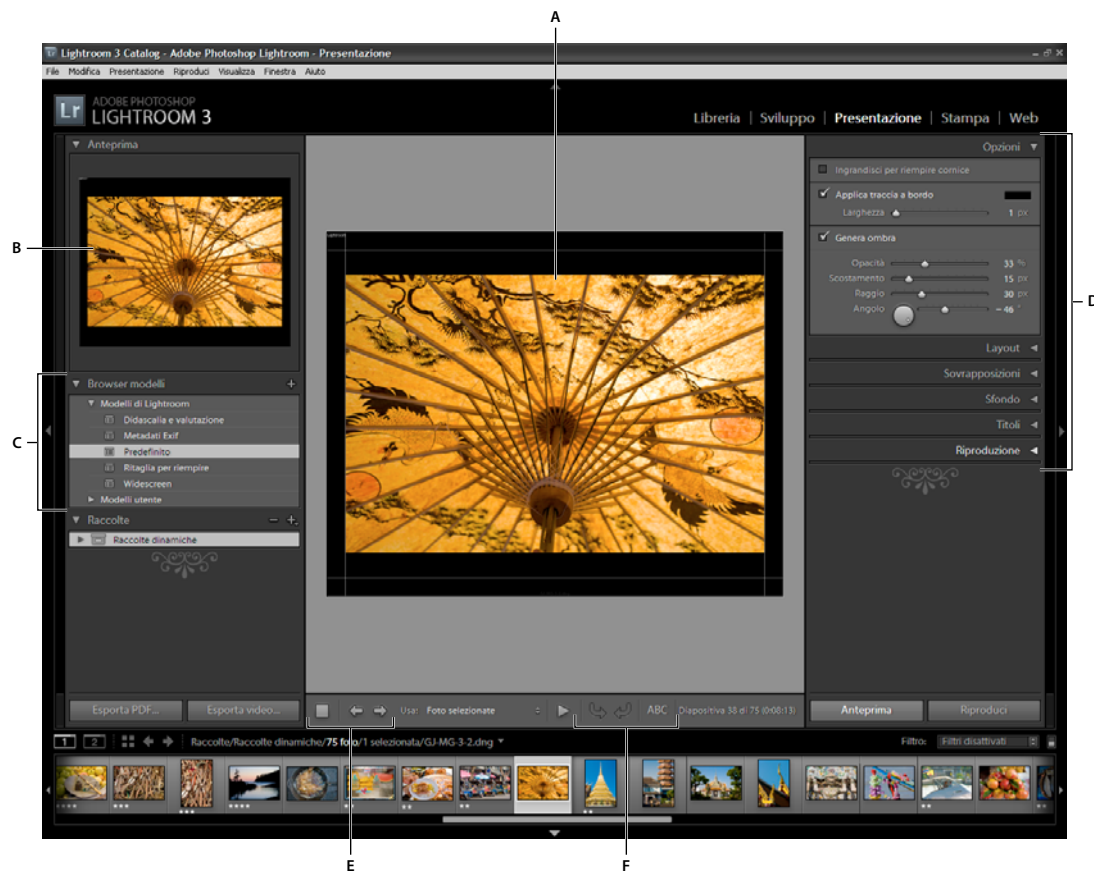 A
Lightroom 3 Catalog - Adobe Photoshop Lightroom - Presentazione
File Modifica Presentazione Riproduci Visualizza Finestra Aiuto
Lr ADOBE PHOTOSHOP
LIGHTROOM 3
Libreria | Sviluppo | Presentazione | Stampa | Web
Anteprima
B
Browser modelli
Modelli di Lightroom
Didascalia e valutazione
Metadati Exif
Predefinito
Ritaglia per riempire
Widescreen
Modelli utente
C
Raccolte
Raccolte dinamiche
Esporta PDF...
Esporta video...
Lightroom
Opzioni
Ingrandisci per riempire cornice
Applica traccia a bordo
Larghezza 1 px
Genera ombra
Opacità 33 %
Scostamento 15 px
Raggio 30 px
Angolo - 46 °
D
Layout
Sovrapposizioni
Sfondo
Titoli
Riproduzione
Usa: Foto selezionate
ABC
Diapositiva 38 di 75 (0:08:13)
Anteprima
Riproduci
1 2 Raccolte/Raccolte dinamiche/75 foto/1 selezionata/GJ-MG-3-2.dng
Filtro: Filtri disattivati
E
F